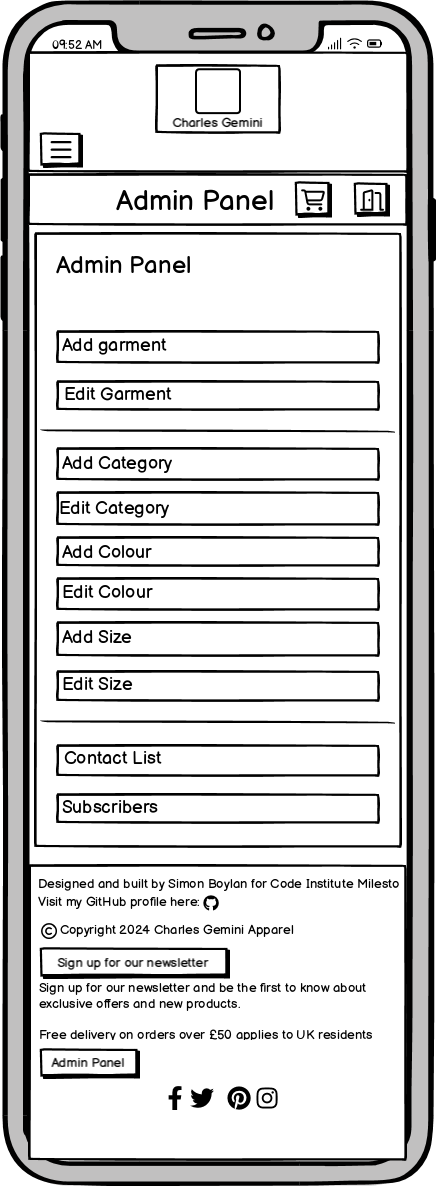 09:52 AM
Charles Gemini
Admin Panel
Admin Panel
Add garment
Edit Garment
Add Category
Edit Category
Add Colour
Edit Colour
Add Size
Edit Size
Contact List
Subscribers
Designed and built by Simon Boylan for Code Institute Milesto
Visit my GitHub profile here:
© Copyright 2024 Charles Gemini Apparel
Sign up for our newsletter
Sign up for our newsletter and be the first to know about
exclusive offers and new products.
Free delivery on orders over £50 applies to UK residents
Admin Panel